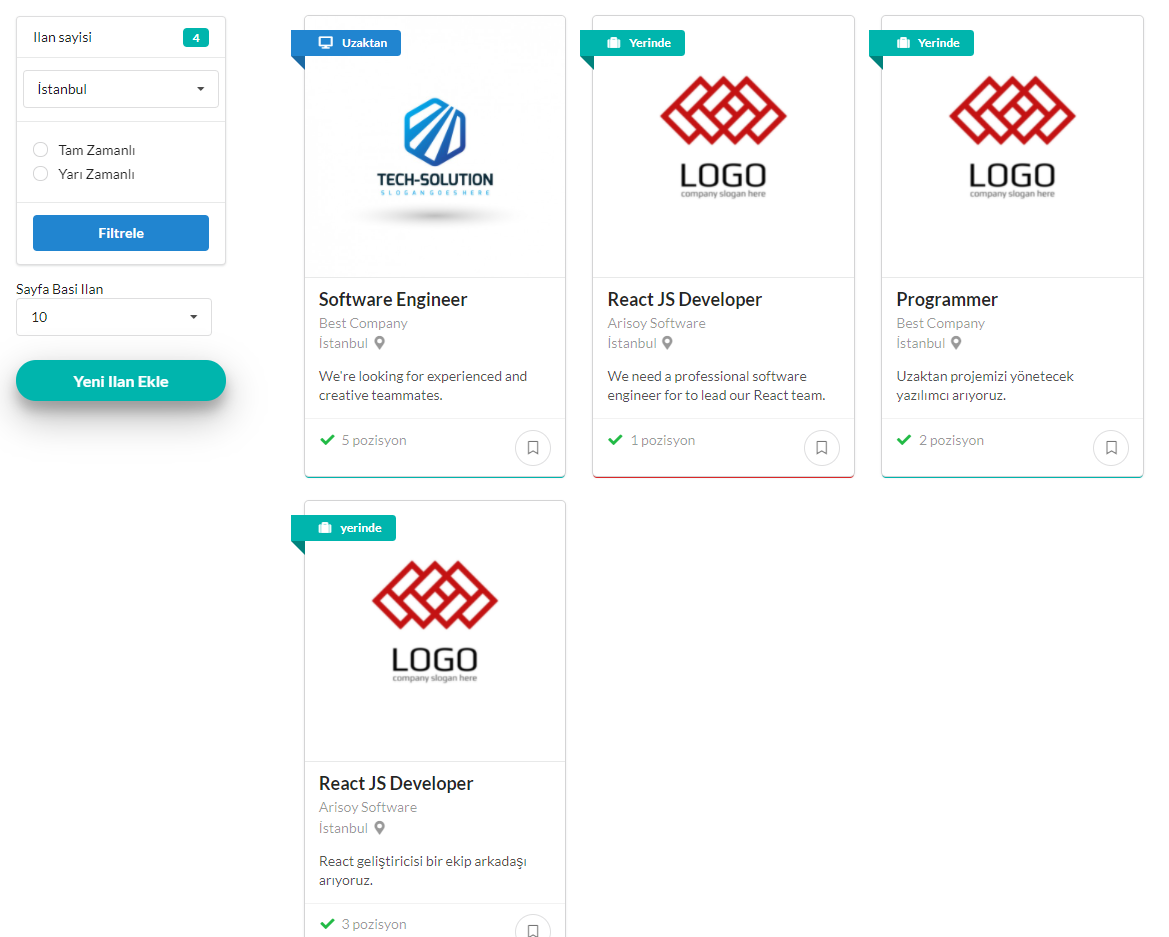 Ilan sayisi
4
İstanbul
Tam Zamanlı
Yarı Zamanlı
Filtrele
Sayfa Basi Ilan
10
Yeni Ilan Ekle
Uzaktan
TECH-SOLUTION
SLOGAN GOES HERE
Software Engineer
Best Company
İstanbul
We're looking for experienced and
creative teammates.
5 pozisyon
Yerinde
LOGO
company slogan here
React JS Developer
Arisoy Software
İstanbul
We need a professional software
engineer for to lead our React team.
1 pozisyon
Yerinde
LOGO
company slogan here
Programmer
Best Company
İstanbul
Uzaktan projemizi yönetecek
yazılımcı arıyoruz.
2 pozisyon
yerinde
LOGO
company slogan here
React JS Developer
Arisoy Software
İstanbul
React geliştiricisi bir ekip arkadaşı
arıyoruz.
3 pozisyon